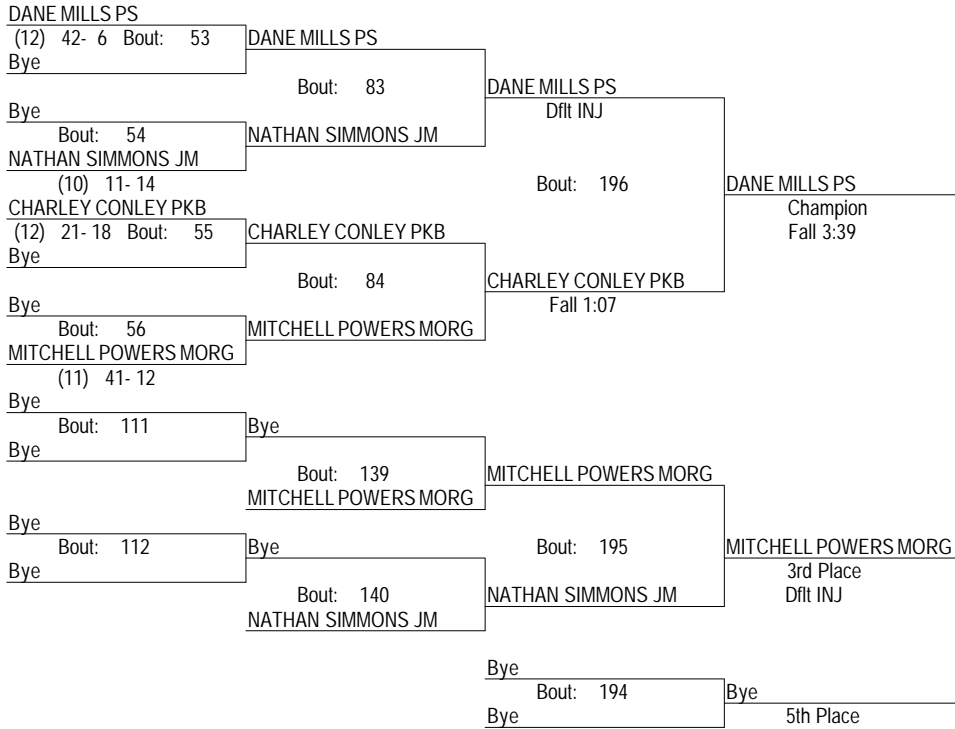 DANE MILLS PS
(12) 42- 6 Bout: 53 DANE MILLS PS
Bye
Bout: 83 DANE MILLS PS
Bye Dflt INJ
Bout: 54 NATHAN SIMMONS JM
NATHAN SIMMONS JM
(10) 11- 14 Bout: 196 DANE MILLS PS
CHARLEY CONLEY PKB Champion
(12) 21- 18 Bout: 55 CHARLEY CONLEY PKB Fall 3:39
Bye
Bout: 84 CHARLEY CONLEY PKB
Bye Fall 1:07
Bout: 56 MITCHELL POWERS MORG
MITCHELL POWERS MORG
(11) 41- 12
Bye
Bout: 111 Bye
Bye
Bout: 139 MITCHELL POWERS MORG
MITCHELL POWERS MORG
Bye
Bout: 112 Bye Bout: 195 MITCHELL POWERS MORG
Bye 3rd Place
Bout: 140 NATHAN SIMMONS JM Dflt INJ
NATHAN SIMMONS JM
Bye
Bout: 194 Bye
Bye 5th Place